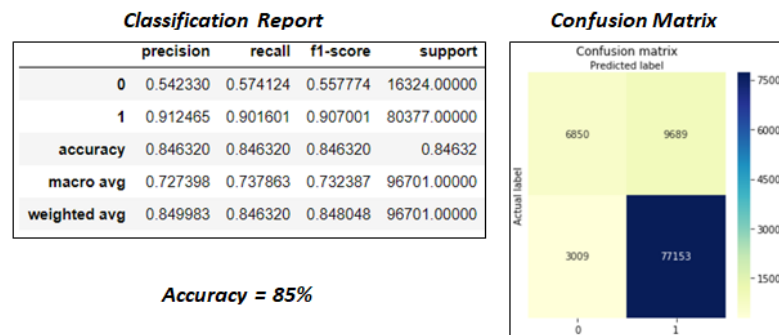 Classification Report
precision recall f1-score support
0 0.542330 0.574124 0.557774 16324.00000
1 0.912465 0.901601 0.907001 80377.00000
accuracy 0.846320 0.846320 0.846320 0.84632
macro avg 0.727398 0.737863 0.732387 96701.00000
weighted avg 0.849983 0.846320 0.848048 96701.00000
Accuracy = 85%
Confusion Matrix
Confusion matrix
Predicted label
Actual label
6850 9689
3009 77153
0 1
7500
6000
4500
3000
1500